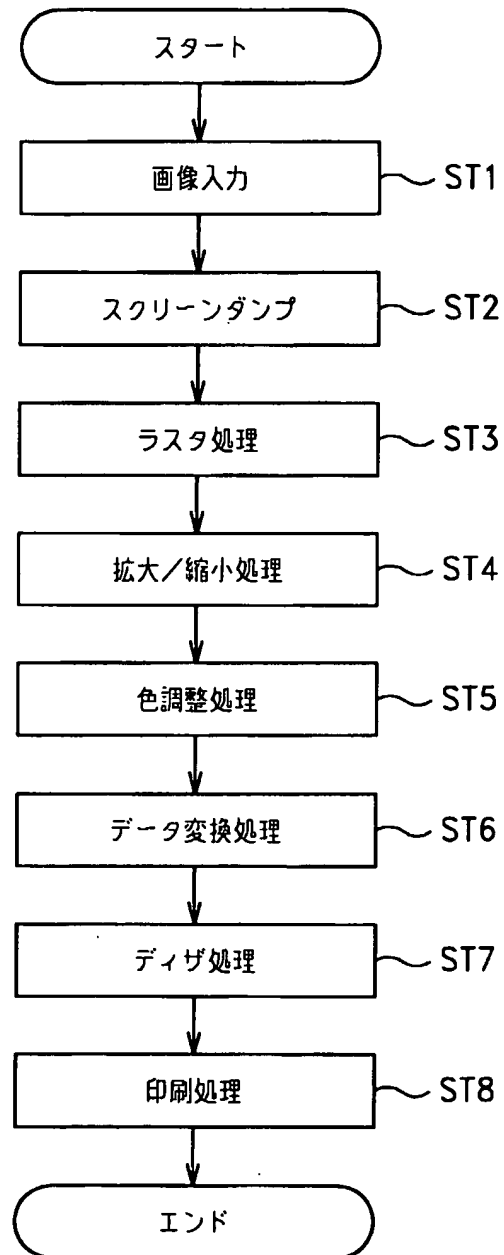 スタート
画像入力 ST1
スクリーンダンプ ST2
ラスタ処理 ST3
拡大／縮小処理 ST4
色調整処理 ST5
データ変換処理 ST6
ディザ処理 ST7
印刷処理 ST8
エンド